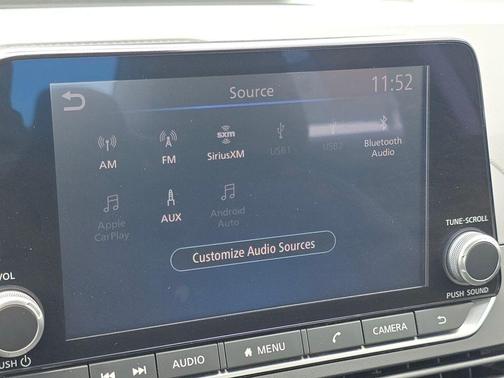 Source
11:52
AM
FM
sxm
SiriusXM
USB1
USB2
Bluetooth
Audio
Apple
CarPlay
AUX
Android
Auto
Customize Audio Sources
TUNE·SCROLL
PUSH SOUND
VOL
PUSH
AUDIO
MENU
CAMERA